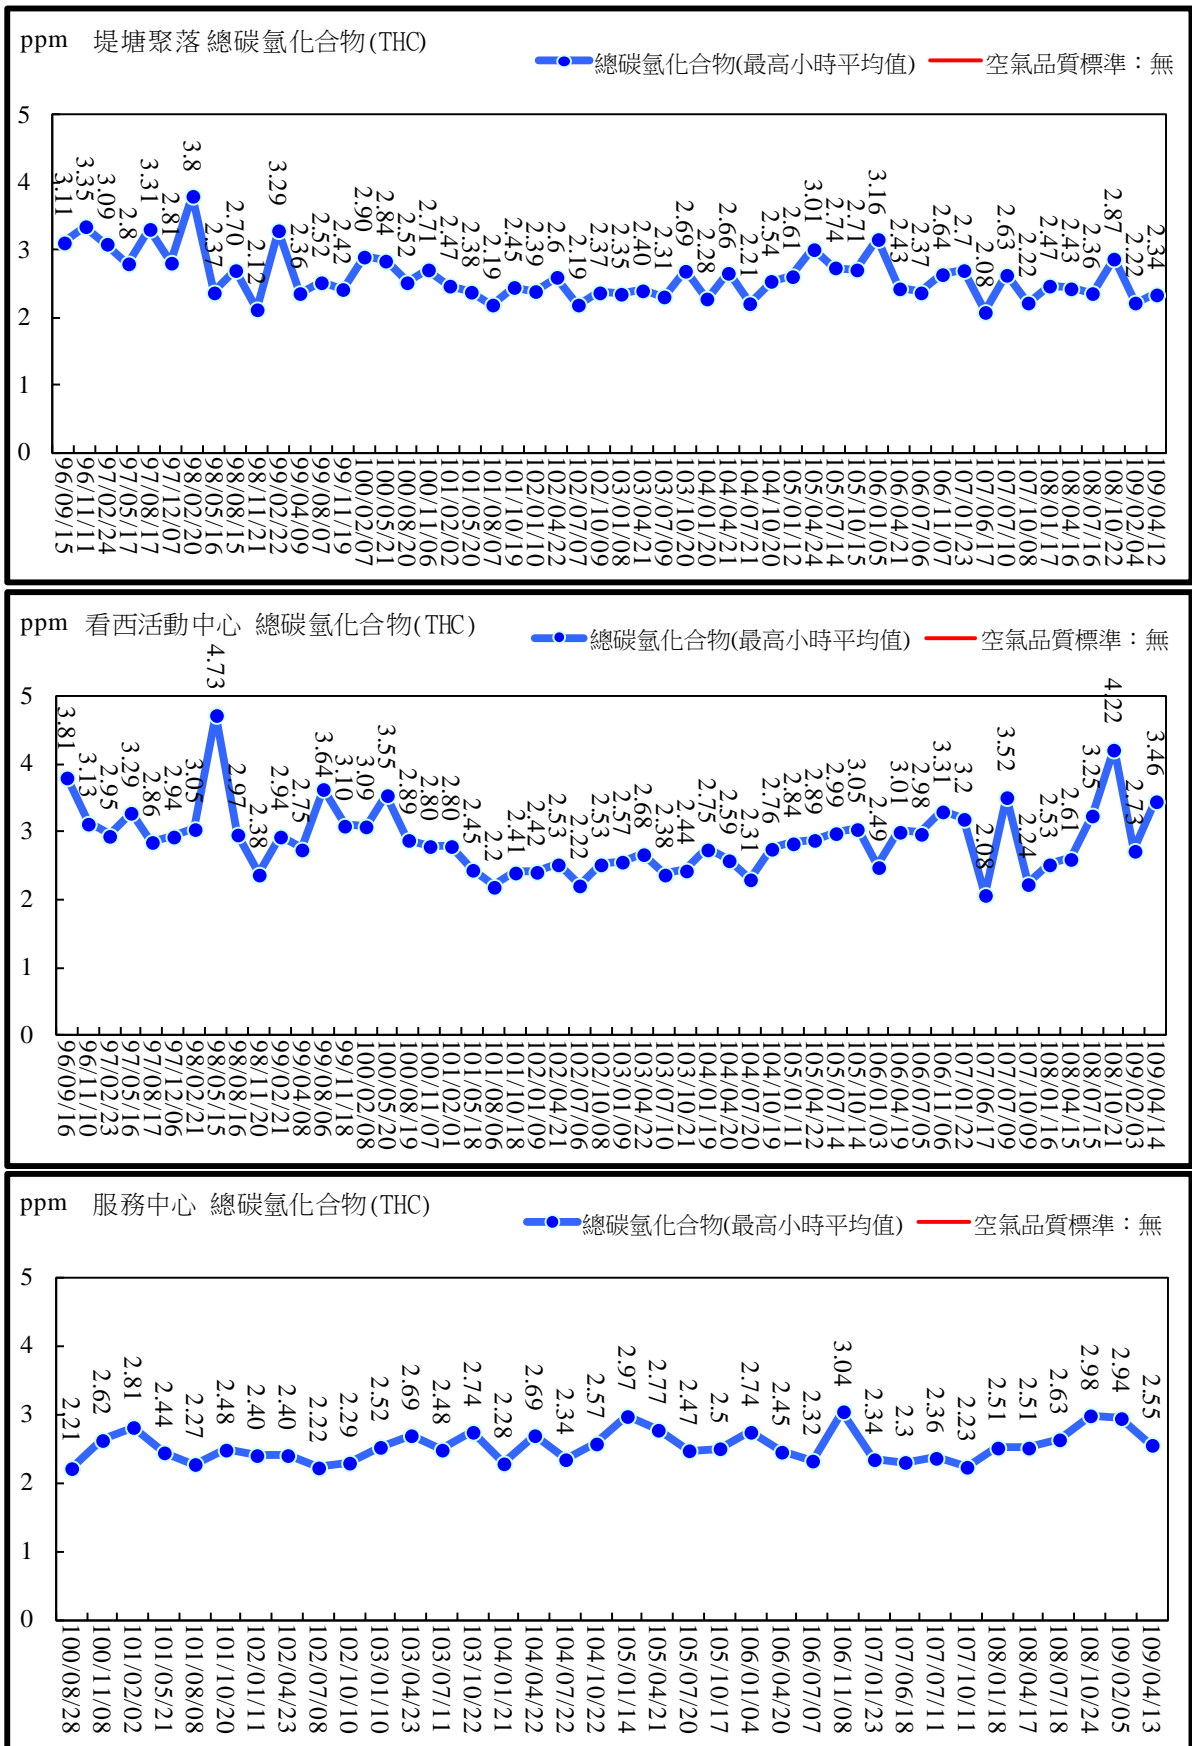 ppm 堤塘聚落 總碳氫化合物(THC)
總碳氫化合物(最高小時平均值) 空氣品質標準：無
5
4
3
2
1
0
3.11 3.35 3.09 2.8 3.31 2.81 3.8 2.37 2.70 2.12 3.29 2.36 2.52 2.42 2.90 2.84 2.52 2.71 2.47 2.38 2.19 2.45 2.39 2.6 2.19 2.37 2.35 2.40 2.31 2.69 2.28 2.66 2.21 2.54 2.61 3.01 2.74 2.71 3.16 2.43 2.37 2.64 2.7 2.08 2.63 2.22 2.47 2.43 2.36 2.87 2.22 2.34
96/09/15 96/11/11 97/02/24 97/05/17 97/08/17 97/12/07 98/02/20 98/05/16 98/08/15 98/11/21 99/02/22 99/04/09 99/08/07 99/11/19 100/02/07 100/05/21 100/08/20 100/11/06 101/02/02 101/05/20 101/08/07 101/10/19 102/01/10 102/04/22 102/07/07 102/10/09 103/01/08 103/04/21 103/07/09 103/10/20 104/01/20 104/04/21 104/07/21 104/10/20 105/01/12 105/04/24 105/07/15 105/10/15 106/01/05 106/04/21 106/07/06 106/11/07 107/01/23 107/06/17 107/07/10 107/10/08 108/01/17 108/04/16 108/07/16 108/10/22 109/02/04 109/04/12
ppm 看西活動中心 總碳氫化合物(THC)
總碳氫化合物(最高小時平均值) 空氣品質標準：無
5
4
3
2
1
0
3.81 3.13 2.95 3.29 2.86 2.94 3.05 4.73 2.97 2.38 2.94 2.75 3.64 3.10 3.09 3.55 2.89 2.80 2.80 2.45 2.2 2.41 2.42 2.53 2.22 2.53 2.57 2.68 2.38 2.44 2.75 2.59 2.31 2.76 2.84 2.89 2.99 3.05 2.49 3.01 2.98 3.31 3.2 2.08 3.52 2.24 2.53 2.61 3.25 4.22 2.73 3.46
96/09/16 96/11/10 97/02/23 97/05/16 97/08/17 97/12/06 98/02/21 98/05/15 98/08/16 98/11/20 99/02/21 99/04/08 99/08/06 99/11/18 100/02/08 100/05/20 100/08/19 100/11/07 101/02/01 101/05/18 101/08/06 101/10/18 102/01/09 102/04/21 102/07/06 102/10/08 103/01/09 103/04/22 103/07/10 103/10/21 104/01/19 104/04/20 104/07/20 104/10/19 105/01/11 105/04/22 105/07/14 105/10/14 106/01/03 106/04/19 106/07/05 106/11/06 107/01/22 107/06/17 107/07/09 107/10/09 108/01/16 108/04/15 108/07/15 108/10/21 109/02/03 109/04/14
ppm 服務中心 總碳氫化合物(THC)
總碳氫化合物(最高小時平均值) 空氣品質標準：無
5
4
3
2
1
0
2.21 2.62 2.81 2.44 2.27 2.48 2.40 2.40 2.22 2.29 2.52 2.69 2.48 2.74 2.28 2.69 2.34 2.57 2.97 2.77 2.47 2.5 2.74 2.45 2.32 3.04 2.34 2.3 2.36 2.23 2.51 2.51 2.63 2.98 2.94 2.55
100/08/28 100/11/08 101/02/02 101/05/21 101/08/08 101/10/20 102/01/11 102/04/23 102/07/08 102/10/10 103/01/10 103/04/23 103/07/11 103/10/22 104/01/21 104/04/22 104/07/22 104/10/22 105/01/14 105/04/21 105/07/20 105/10/17 106/01/04 106/04/20 106/07/07 106/11/08 107/01/23 107/06/18 107/07/11 107/10/11 108/01/18 108/04/17 108/07/18 108/10/24 109/02/05 109/04/13